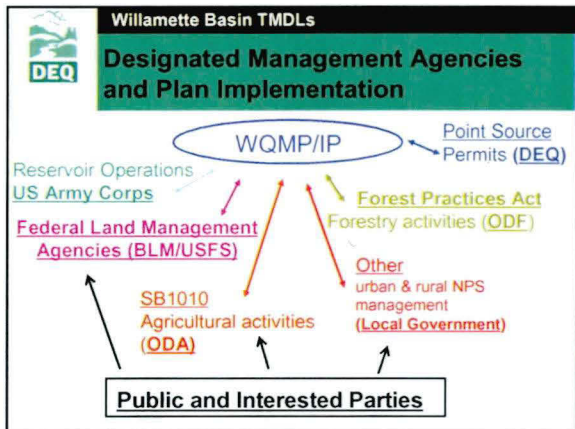 Willamette Basin TMDLs
DEQ
Designated Management Agencies
and Plan Implementation
WQMP/IP
Point Source
Permits (DEQ)
Reservoir Operations
US Army Corps
Forest Practices Act
Forestry activities (ODF)
Federal Land Management
Agencies (BLM/USFS)
Other
urban & rural NPS
management
(Local Government)
SB1010
Agricultural activities
(ODA)
Public and Interested Parties